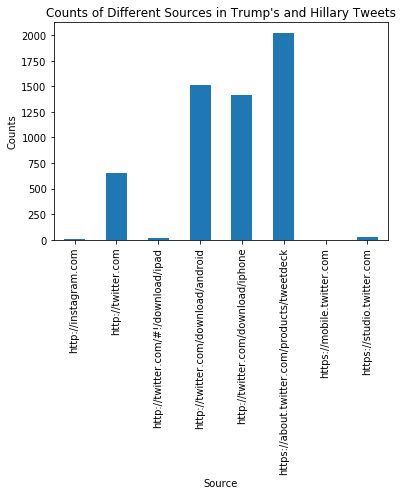 Counts of Different Sources in Trump's and Hillary Tweets
2000
1750
1500
1250
1000
750
500
250
0
Counts
http://instagram.com
http://twitter.com
http://twitter.com/#!/download/ipad
http://twitter.com/download/android
http://twitter.com/download/iphone
https://about.twitter.com/products/tweetdeck
https://mobile.twitter.com
https://studio.twitter.com
Source